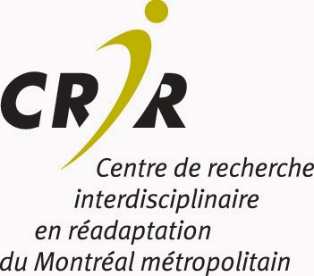 CRIR
Centre de recherche
interdisciplinaire
en réadaptation
du Montréal métropolitain